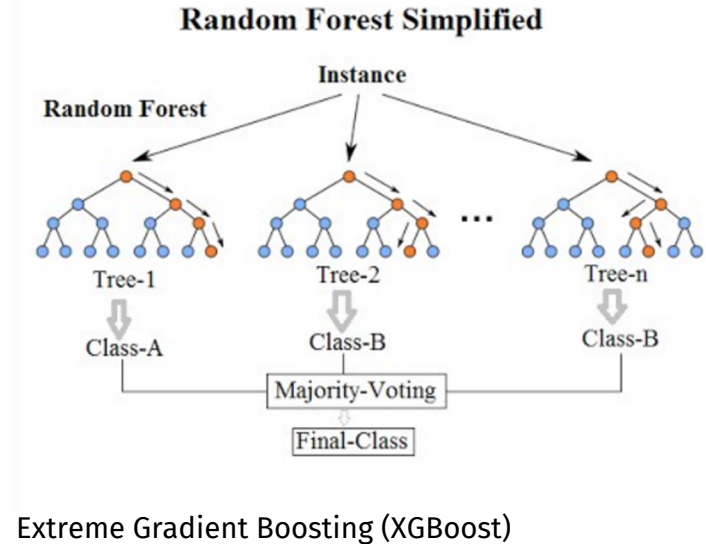 Random Forest Simplified
Instance
Random Forest
...
Tree-1 Tree-2 Tree-n
Class-A Class-B Class-B
Majority-Voting
Final-Class
Extreme Gradient Boosting (XGBoost)